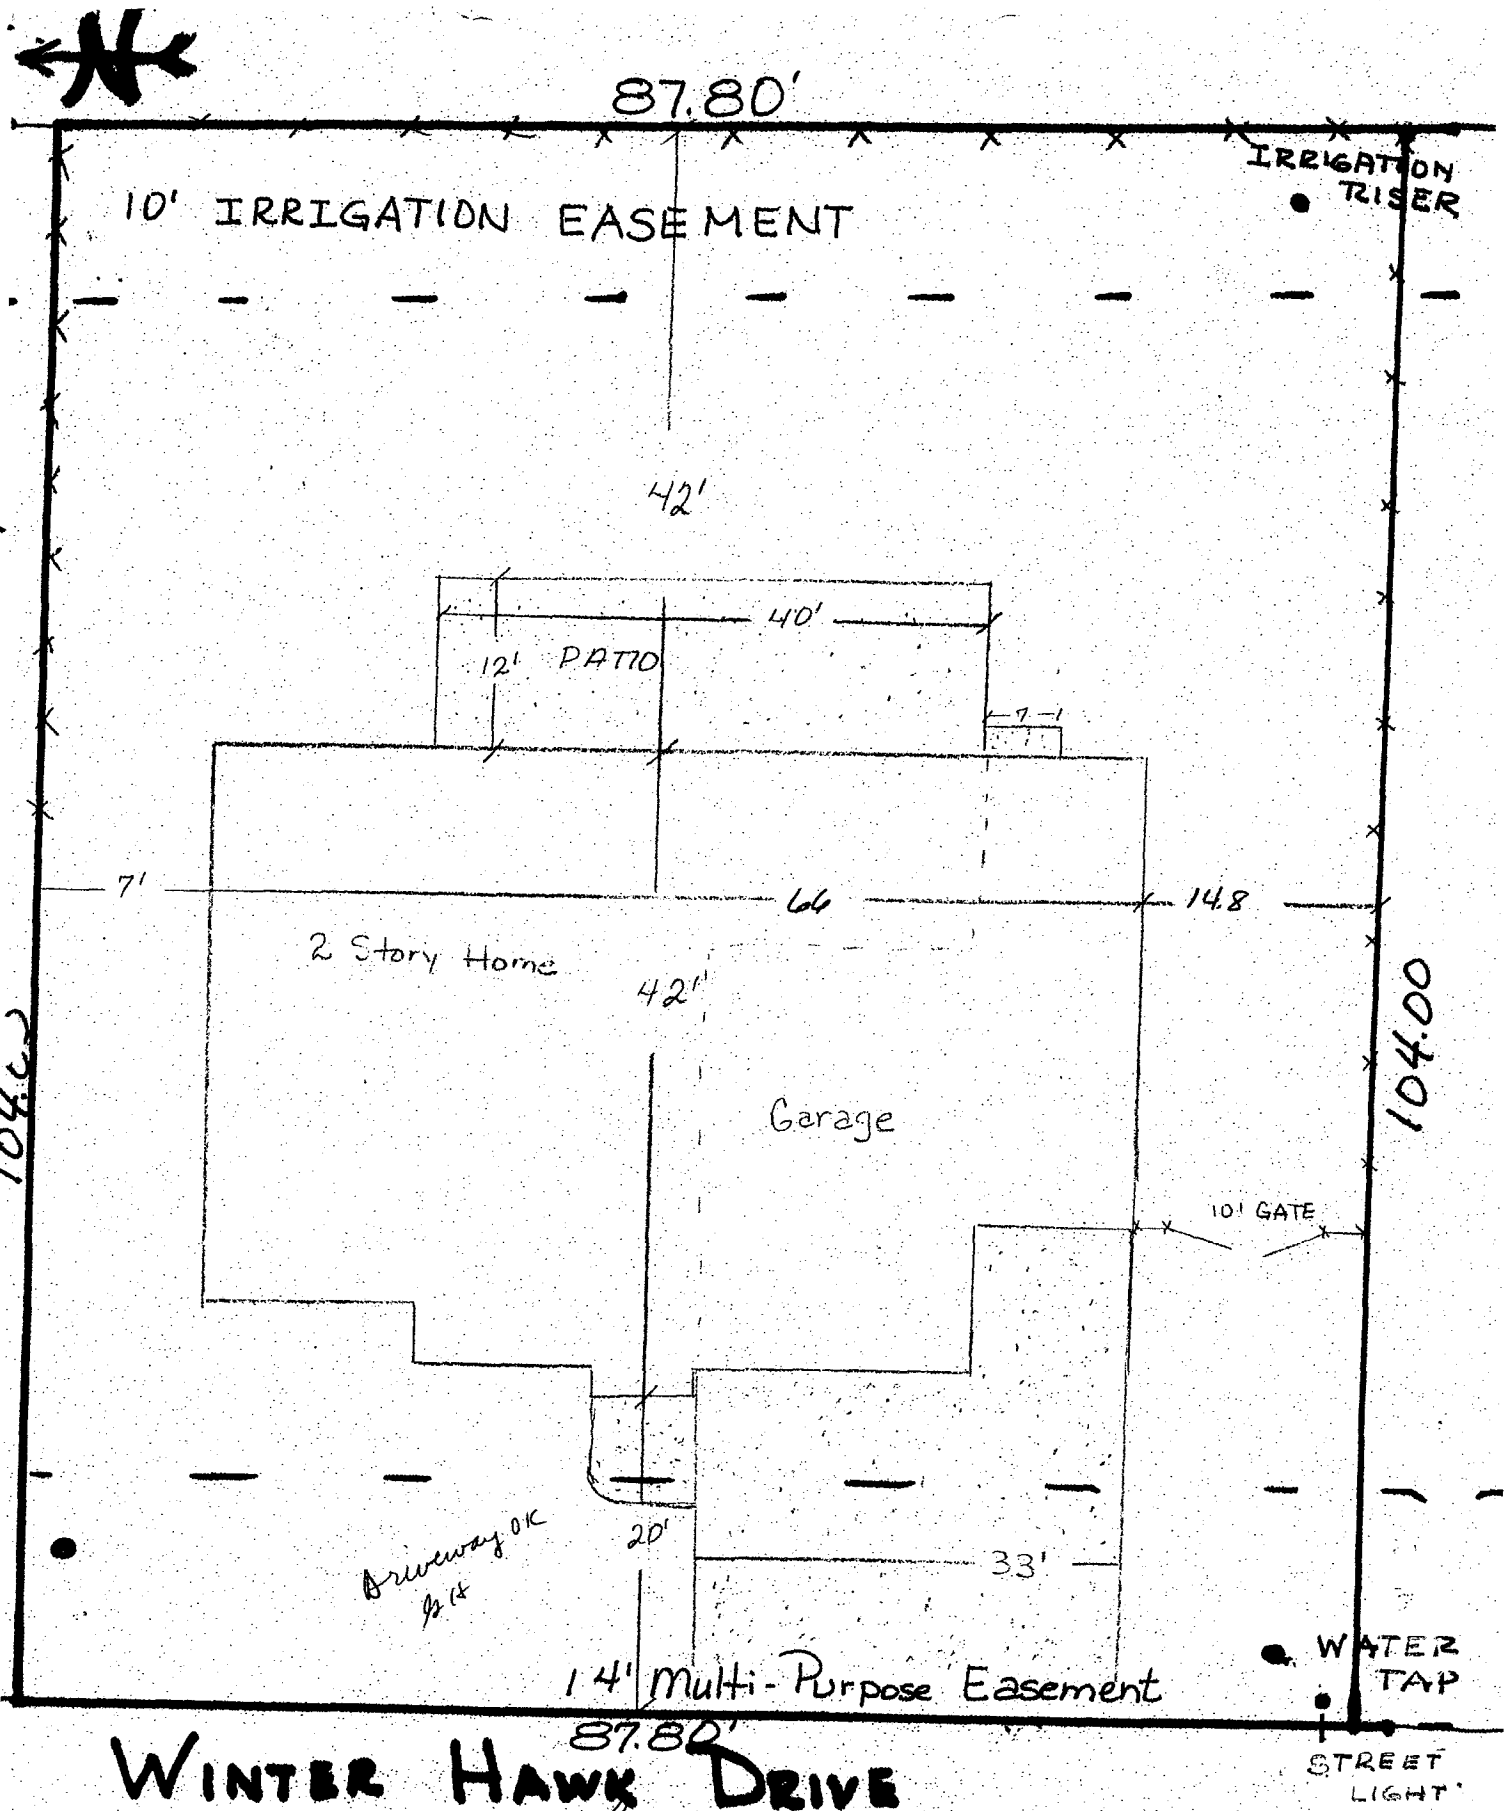 N
87.80'
IRRIGATION
RISER
10' IRRIGATION EASEMENT
42'
40'
12' PATIO
7'
7'
66
14.8
2 Story Home
42'
104.00
Garage
10' GATE
Driveway OK
20'
33'
WATER
TAP
14' Multi-Purpose Easement
87.80'
WINTER HAWK DRIVE
STREET
LIGHT